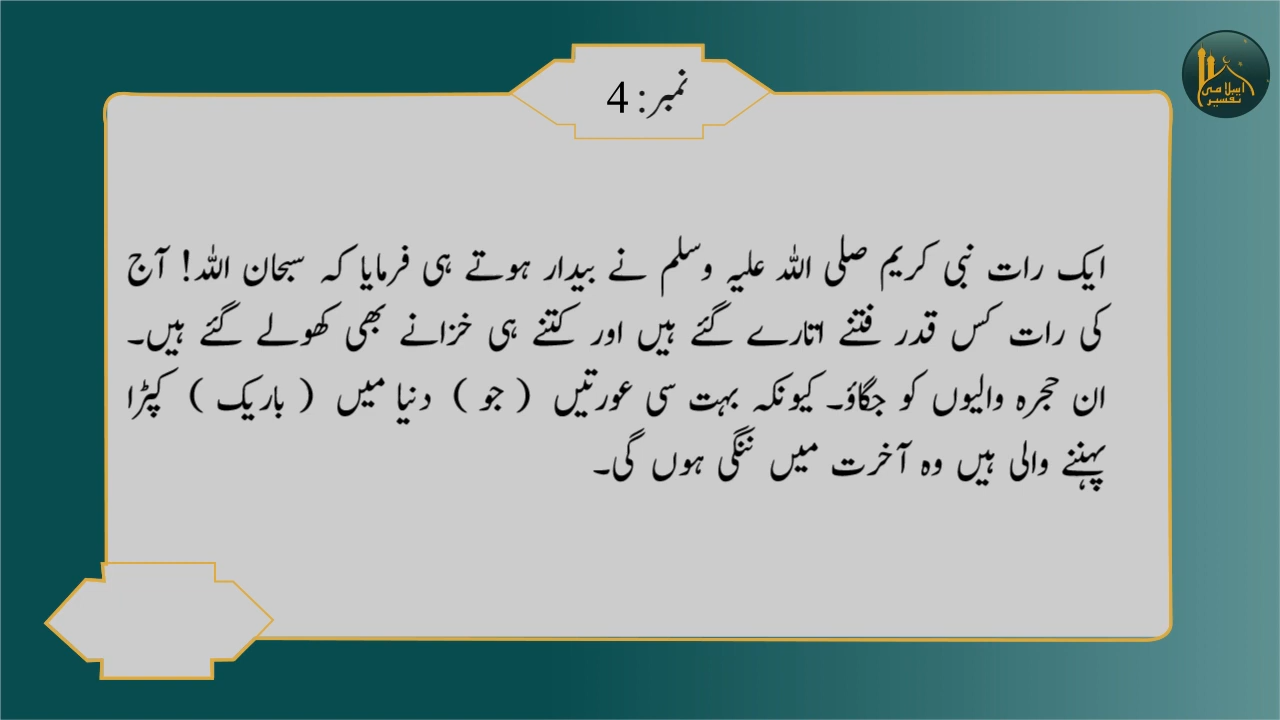 نمبر: 4
اسلامی
تفسیر
ایک رات نبی کریم صلی اللہ علیہ وسلم نے بیدار ہوتے ہی فرمایا کہ سبحان اللہ! آج
کی رات کس قدر فتنے اتارے گئے ہیں اور کتنے ہی خزانے بھی کھولے گئے ہیں۔
ان حجرہ والیوں کو جگاؤ۔ کیونکہ بہت سی عورتیں ( جو ) دنیا میں ( باریک ) کپڑا
پہننے والی ہیں وہ آخرت میں ننگی ہوں گی۔